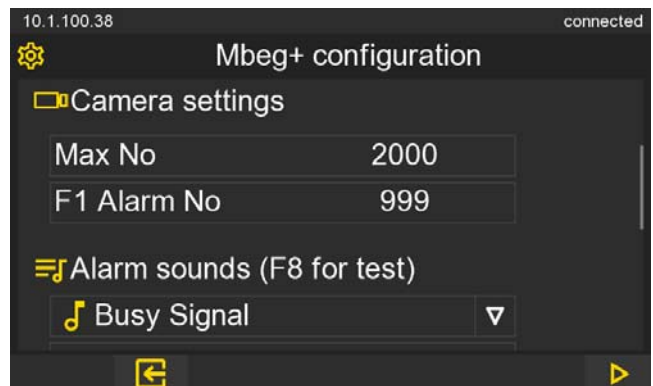 10.1.100.38 connected
Mbeg+ configuration
Camera settings
Max No 2000
F1 Alarm No 999
Alarm sounds (F8 for test)
Busy Signal